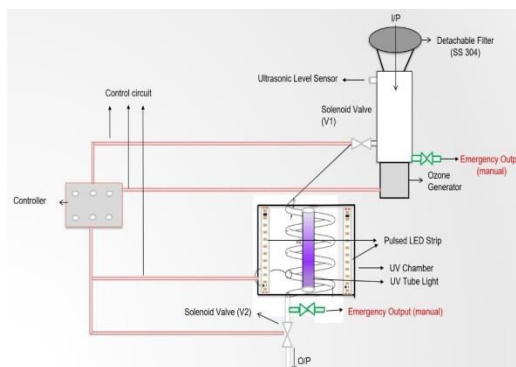 I/P
Detachable Filter
(SS 304)
Ultrasonic Level Sensor
Control circuit
Solenoid Valve
(V1)
Emergency Output
(manual)
Ozone
Generator
Controller
Pulsed LED Strip
UV Chamber
UV Tube Light
Solenoid Valve (V2)
Emergency Output (manual)
O/P